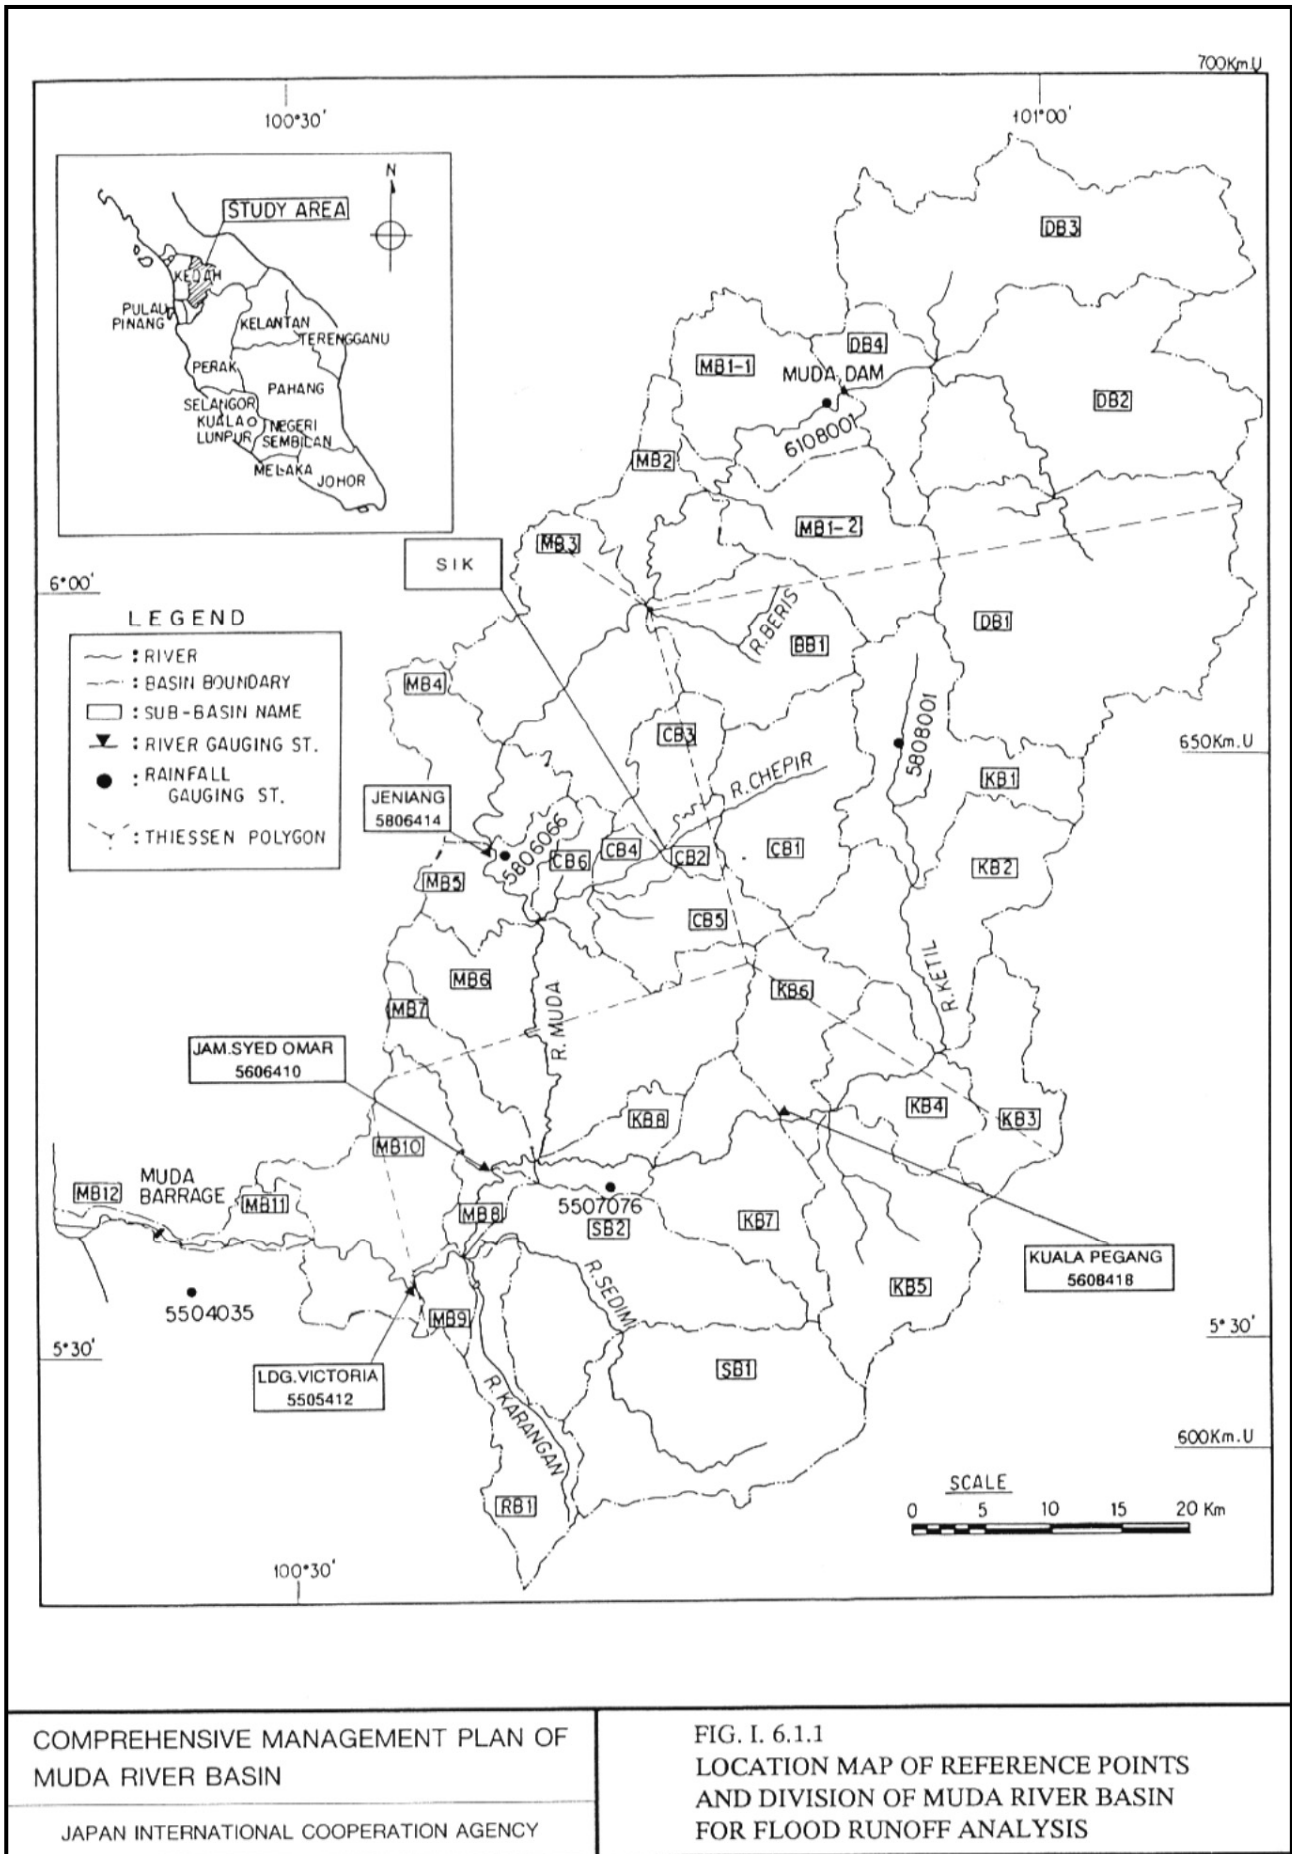 700Km.U
100°30'
101°00'
N
STUDY AREA
KEDAH
PULAU
PINANG
KELANTAN
TERENGGANU
PERAK
PAHANG
SELANGOR
KUALA
LUMPUR
NEGERI
SEMBILAN
MELAKA
JOHOR
DB3
DB4
MB1-1
MUDA DAM
DB2
6108001
MB2
MB1-2
MB3
SIK
6°00'
LEGEND
: RIVER
: BASIN BOUNDARY
: SUB-BASIN NAME
: RIVER GAUGING ST.
: RAINFALL
GAUGING ST.
: THIESSEN POLYGON
R.BERIS
BB1
DB1
MB4
CB3
5808001
650Km.U
R.CHEPIR
KB1
JENIANG
5806414
5806066
CB6
CB4
CB2
CB1
KB2
MB5
CB5
R.KETIL
MB6
KB6
MB7
R.MUDA
JAM.SYED OMAR
5606410
KB8
KB4
KB3
MB10
MUDA
BARRAGE
MB12
MB11
5507076
MB8
SB2
KB7
KUALA PEGANG
5608418
R.SEDIM
KB5
5504035
MB9
5°30'
5°30'
LDG.VICTORIA
5505412
SB1
R.KARANGAN
600Km.U
RB1
SCALE
0 5 10 15 20 Km
100°30'
COMPREHENSIVE MANAGEMENT PLAN OF
MUDA RIVER BASIN
JAPAN INTERNATIONAL COOPERATION AGENCY
FIG. I. 6.1.1
LOCATION MAP OF REFERENCE POINTS
AND DIVISION OF MUDA RIVER BASIN
FOR FLOOD RUNOFF ANALYSIS